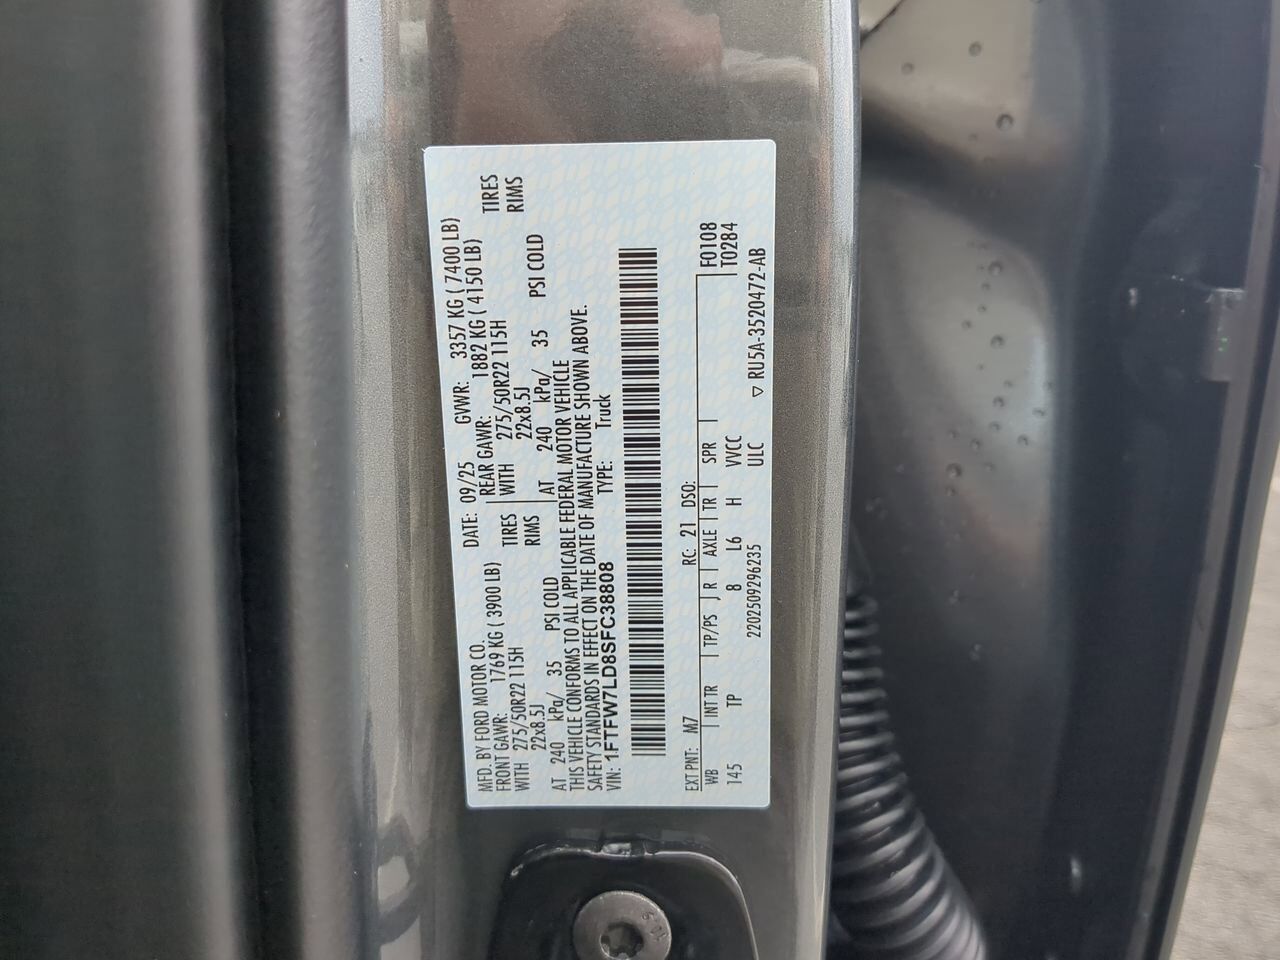 MFD. BY FORD MOTOR CO.
DATE: 09/25 GVWR: 3357 KG ( 7400 LB)
FRONT GAWR: 1769 KG ( 3900 LB)
REAR GAWR: 1882 KG ( 4150 LB)
WITH 275/50R22 115H TIRES
WITH 275/50R22 115H TIRES
22x8.5J RIMS
22x8.5J RIMS
AT 240 kPa/ 35 PSI COLD
AT 240 kPa/ 35 PSI COLD
THIS VEHICLE CONFORMS TO ALL APPLICABLE FEDERAL MOTOR VEHICLE
SAFETY STANDARDS IN EFFECT ON THE DATE OF MANUFACTURE SHOWN ABOVE.
VIN: 1FTFW7LD8SFC38808 TYPE: Truck
EXT PNT: M7 RC: 21 DSO:
WB INT TR TP/PS R AXLE TR SPR F0108
145 TP 8 L6 H VVCC T0284
2202509296235 ULC ▽ RU5A-3520472-AB